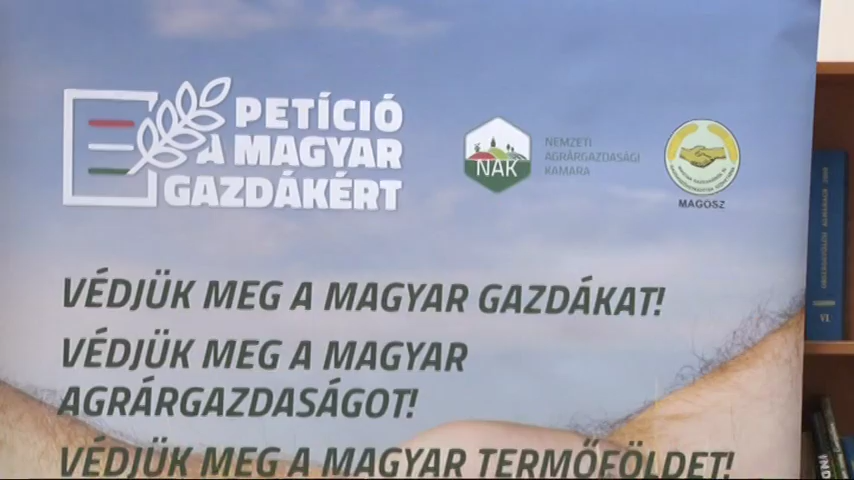 PETÍCIÓ
A MAGYAR
GAZDÁKÉRT
NAK
NEMZETI
AGRÁRGAZDASÁGI
KAMARA
MAGOSZ
VÉDJÜK MEG A MAGYAR GAZDÁKAT!
VÉDJÜK MEG A MAGYAR
AGRÁRGAZDASÁGOT!
VÉDJÜK MEG A MAGYAR TERMŐFÖLDET!
VI.